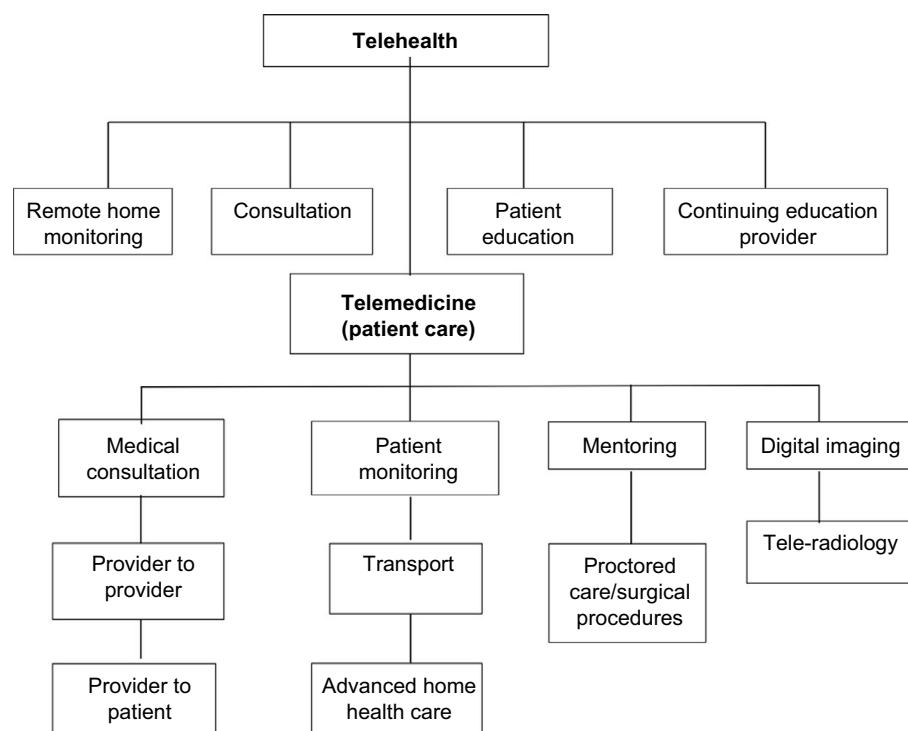 Telehealth
Remote home
monitoring
Consultation
Patient
education
Continuing education
provider
Telemedicine
(patient care)
Medical
consultation
Patient
monitoring
Mentoring
Digital imaging
Provider to
provider
Transport
Proctored
care/surgical
procedures
Tele-radiology
Provider to
patient
Advanced home
health care